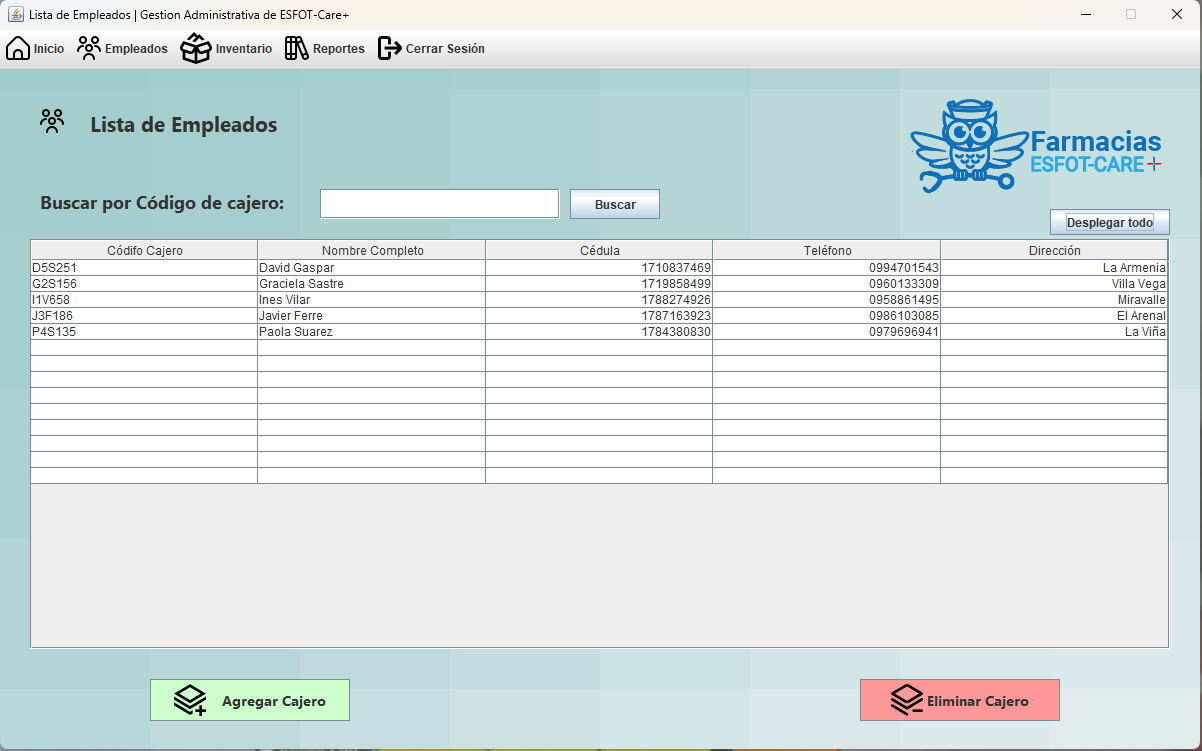 Lista de Empleados | Gestion Administrativa de ESFOT-Care+
Inicio Empleados Inventario Reportes Cerrar Sesión
Lista de Empleados
Farmacias
ESFOT-CARE+
Buscar por Código de cajero: Buscar
Desplegar todo
Códifo Cajero Nombre Completo Cédula Teléfono Dirección
D5S251 David Gaspar 1710837469 0994701543 La Armenia
G2S156 Graciela Sastre 1719858499 0960133309 Villa Vega
I1V658 Ines Vilar 1788274926 0958861495 Miravalle
J3F186 Javier Ferre 1787163923 0986103085 El Arenal
P4S135 Paola Suarez 1784380830 0979696941 La Viña
Agregar Cajero Eliminar Cajero